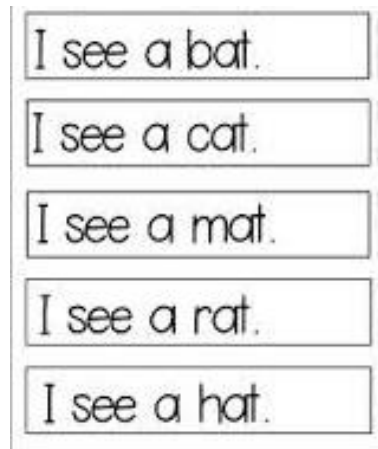 I see a bat.
I see a cat.
I see a mat.
I see a rat.
I see a hat.